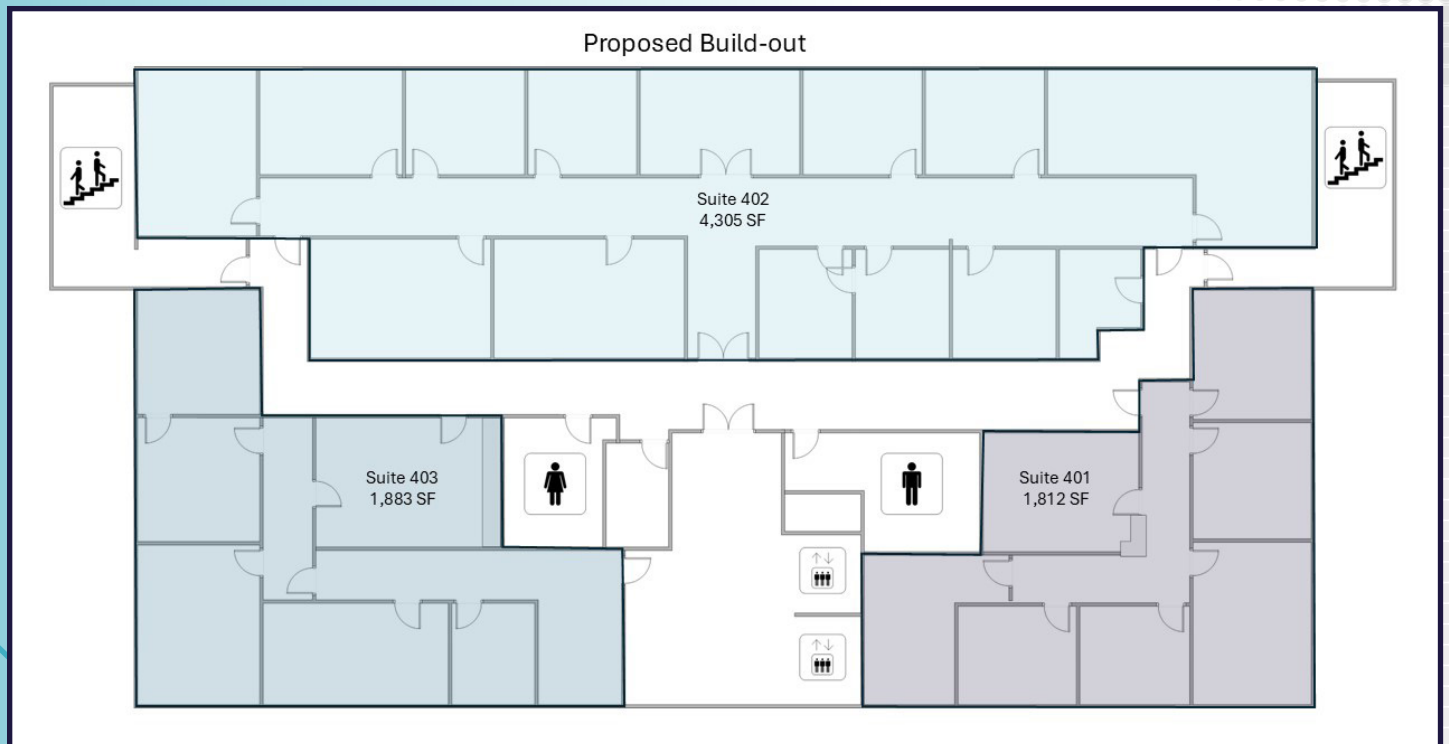 Proposed Build-out
Suite 402
4,305 SF
Suite 403
1,883 SF
Suite 401
1,812 SF